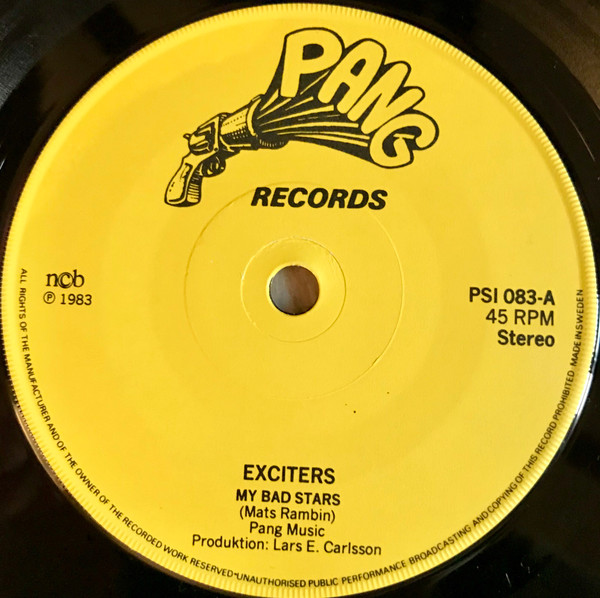 PANG
RECORDS
ncb
℗ 1983
PSI 083-A
45 RPM
Stereo
EXCITERS
MY BAD STARS
(Mats Rambin)
Pang Music
Produktion: Lars E. Carlsson
ALL RIGHTS OF THE MANUFACTURER AND OF THE OWNER OF THE RECORDED WORK RESERVED•UNAUTHORISED PUBLIC PERFORMANCE BROADCASTING AND COPYING OF THIS RECORD PROHIBITED MADE IN SWEDEN